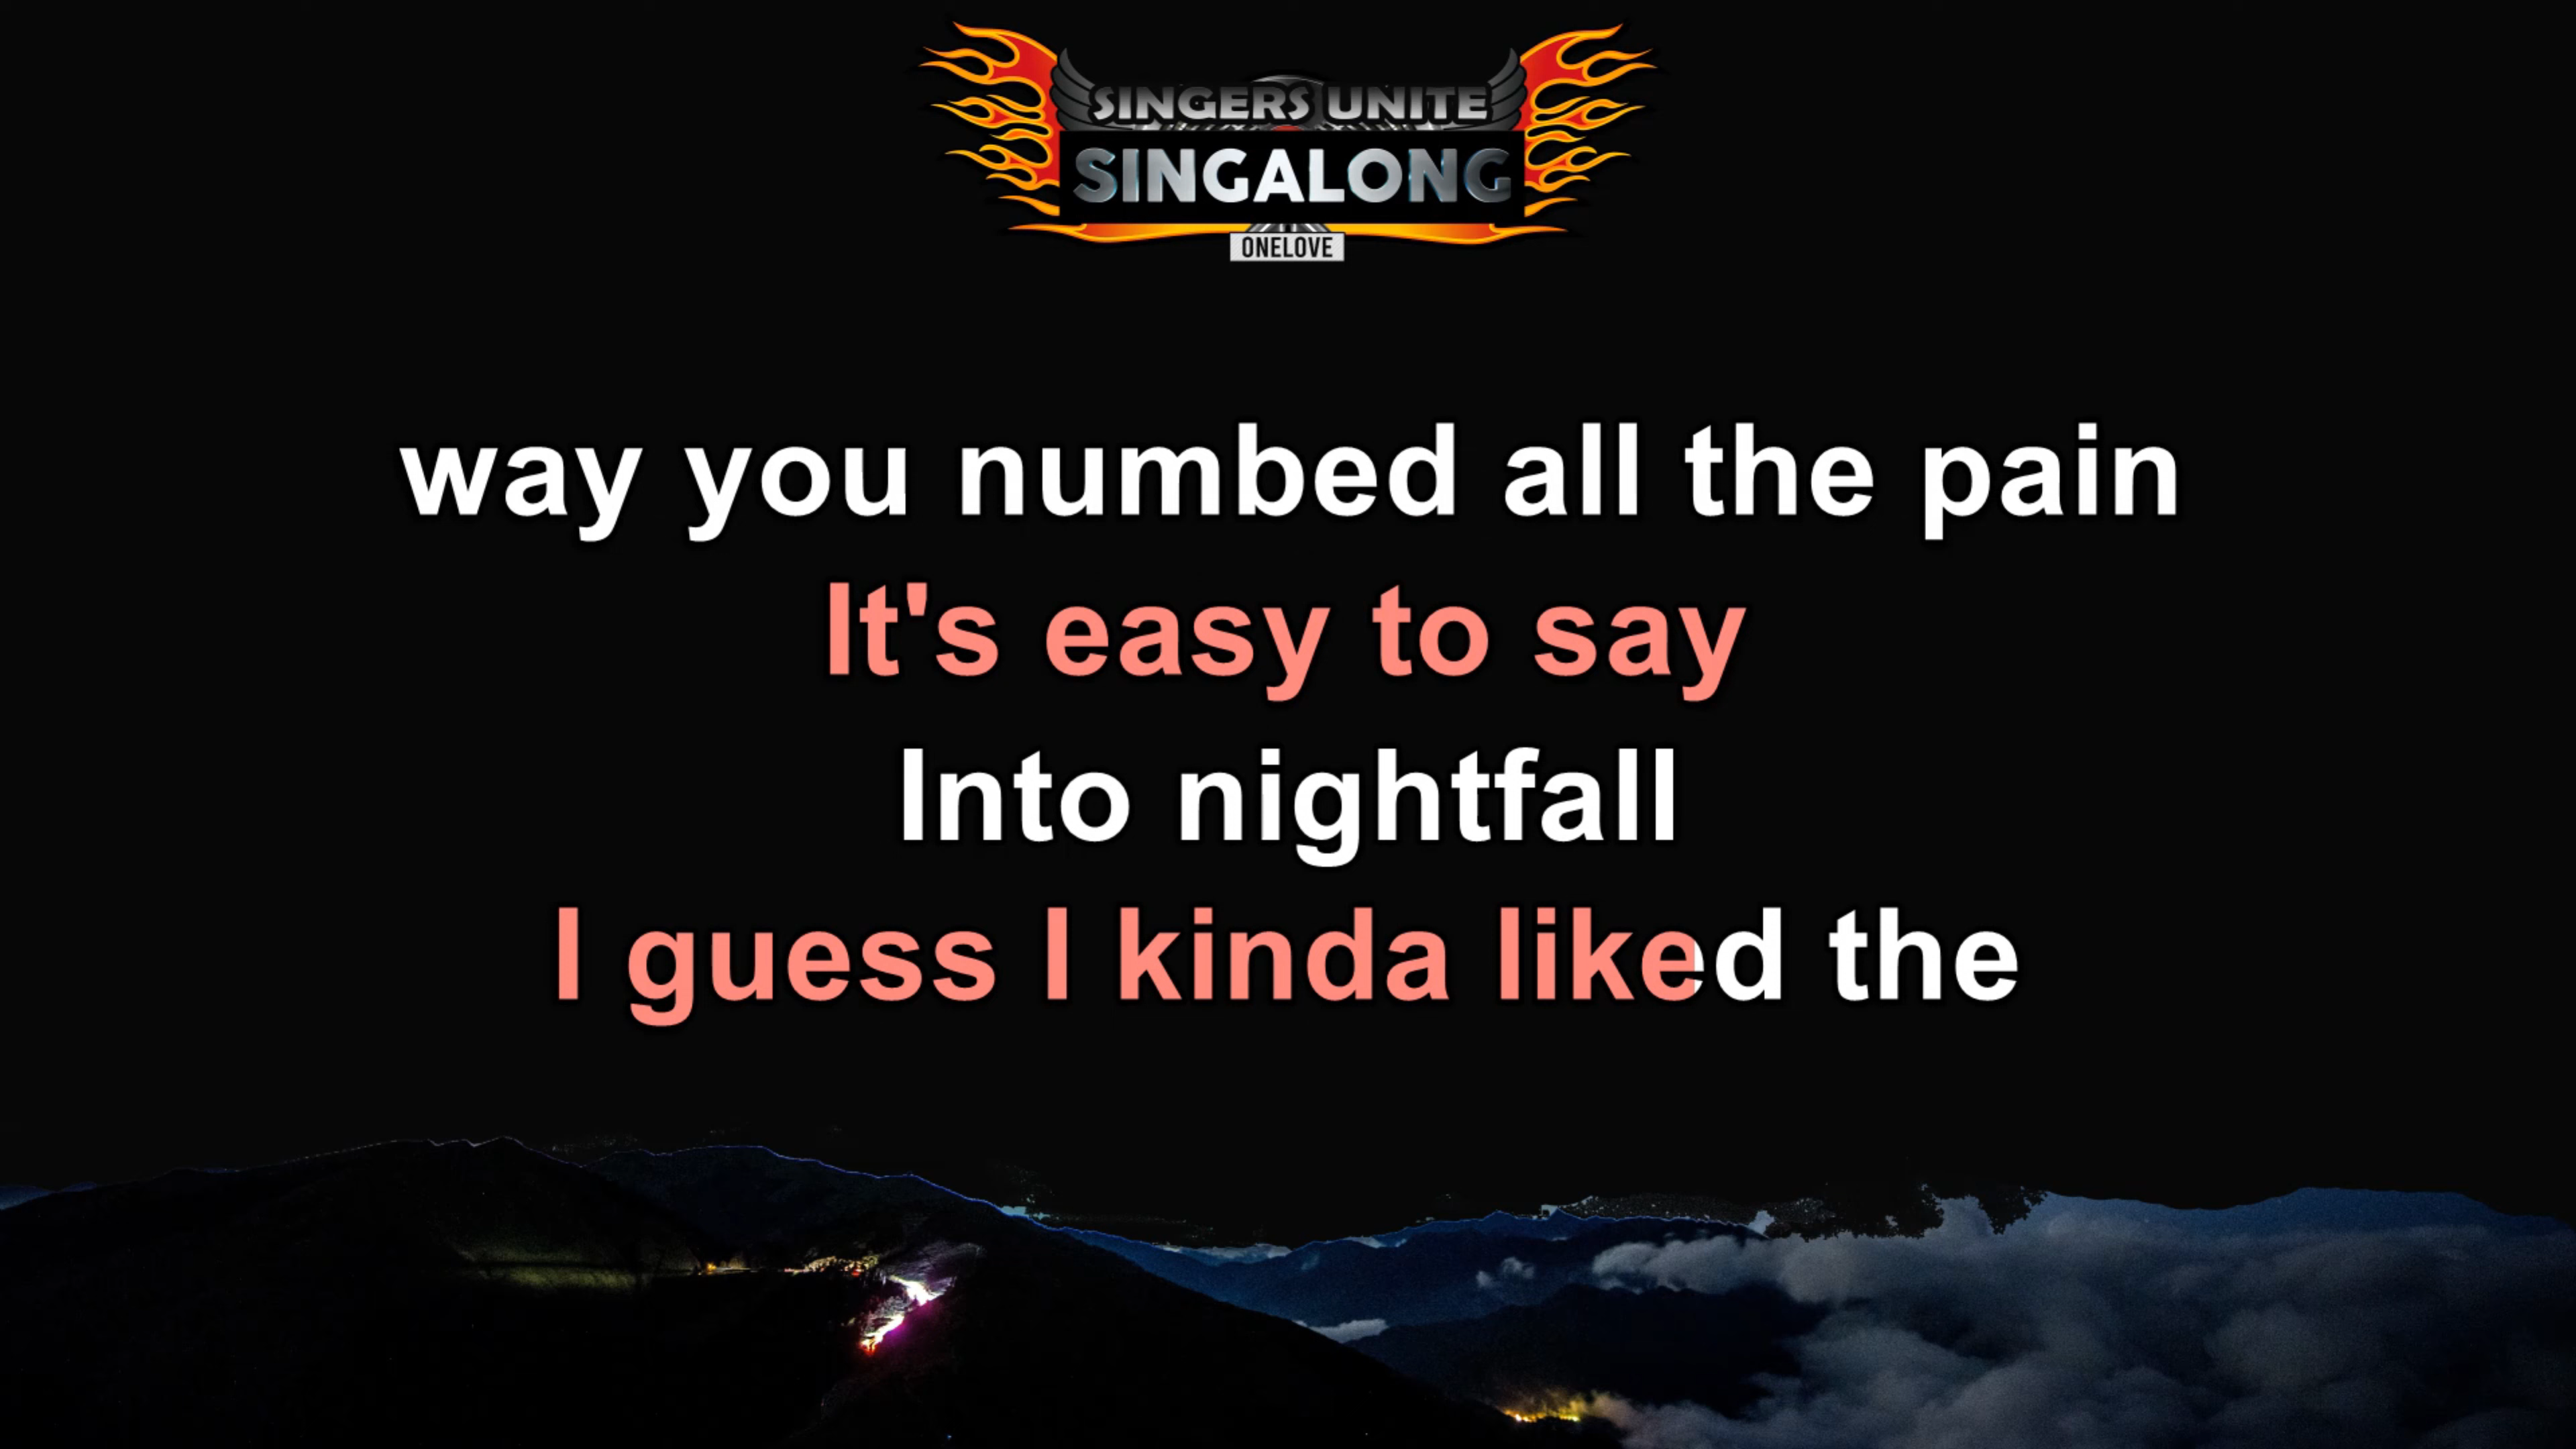 SINGERS UNITE
SINGALONG
ONELOVE
way you numbed all the pain
It's easy to say
Into nightfall
I guess I kinda liked the